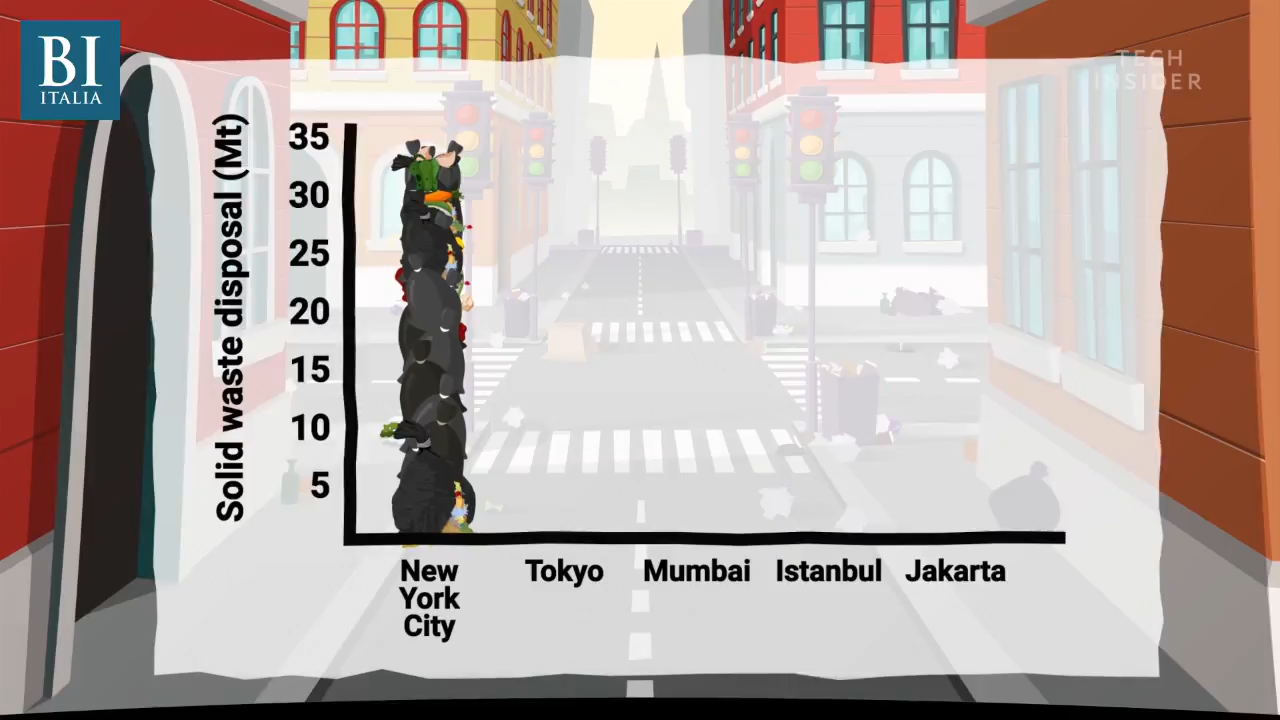 BI
ITALIA
TECH
INSIDER
Solid waste disposal (Mt)
35
30
25
20
15
10
5
New
York
City
Tokyo
Mumbai
Istanbul
Jakarta